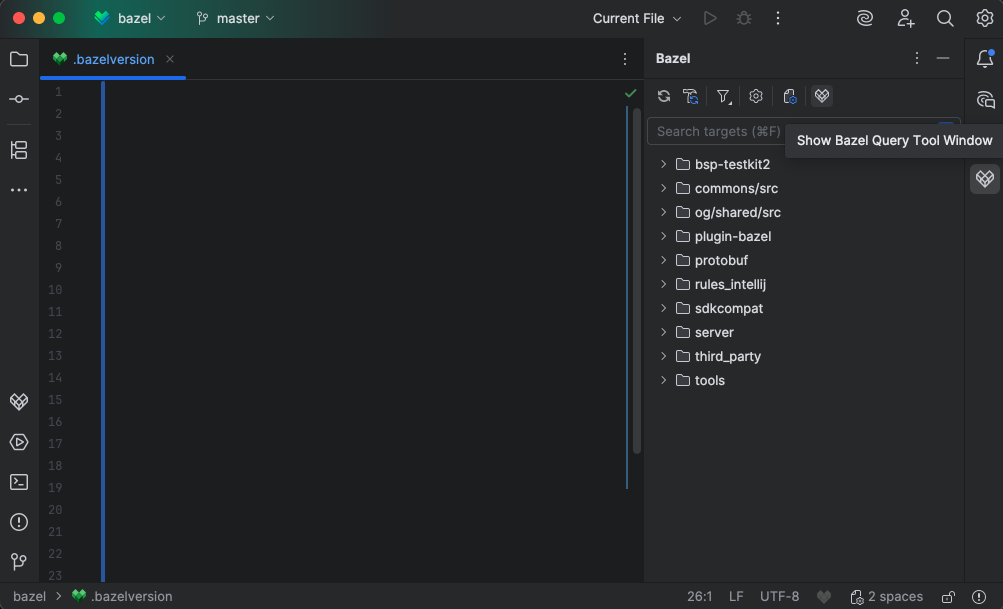 bazel
master
Current File
.bazelversion
Bazel
Search targets (⌘F)
Show Bazel Query Tool Window
bsp-testkit2
commons/src
og/shared/src
plugin-bazel
protobuf
rules_intellij
sdkcompat
server
third_party
tools
1
2
3
4
5
6
7
8
9
10
11
12
13
14
15
16
17
18
19
20
21
22
23
bazel > .bazelversion
26:1 LF UTF-8 2 spaces